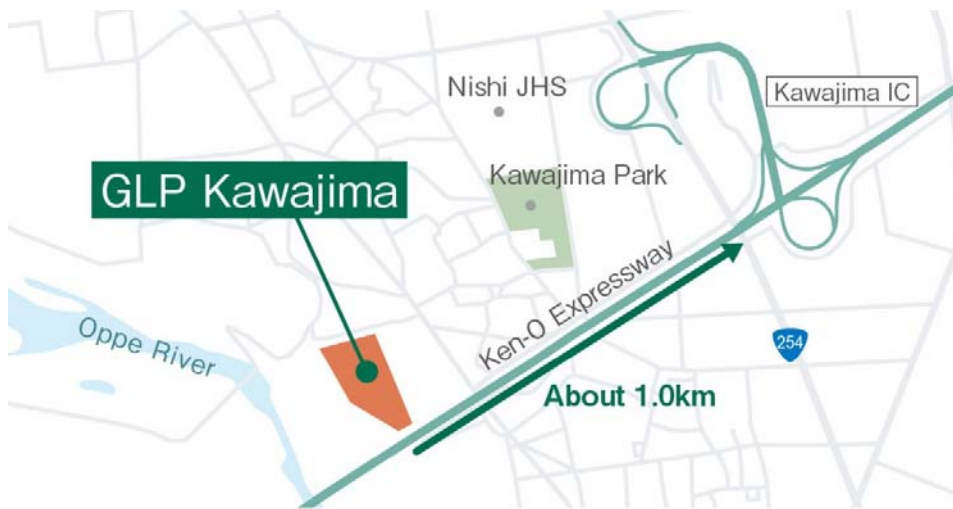 Nishi JHS
Kawajima IC
GLP Kawajima
Kawajima Park
Ken-O Expressway
Oppe River
254
About 1.0km